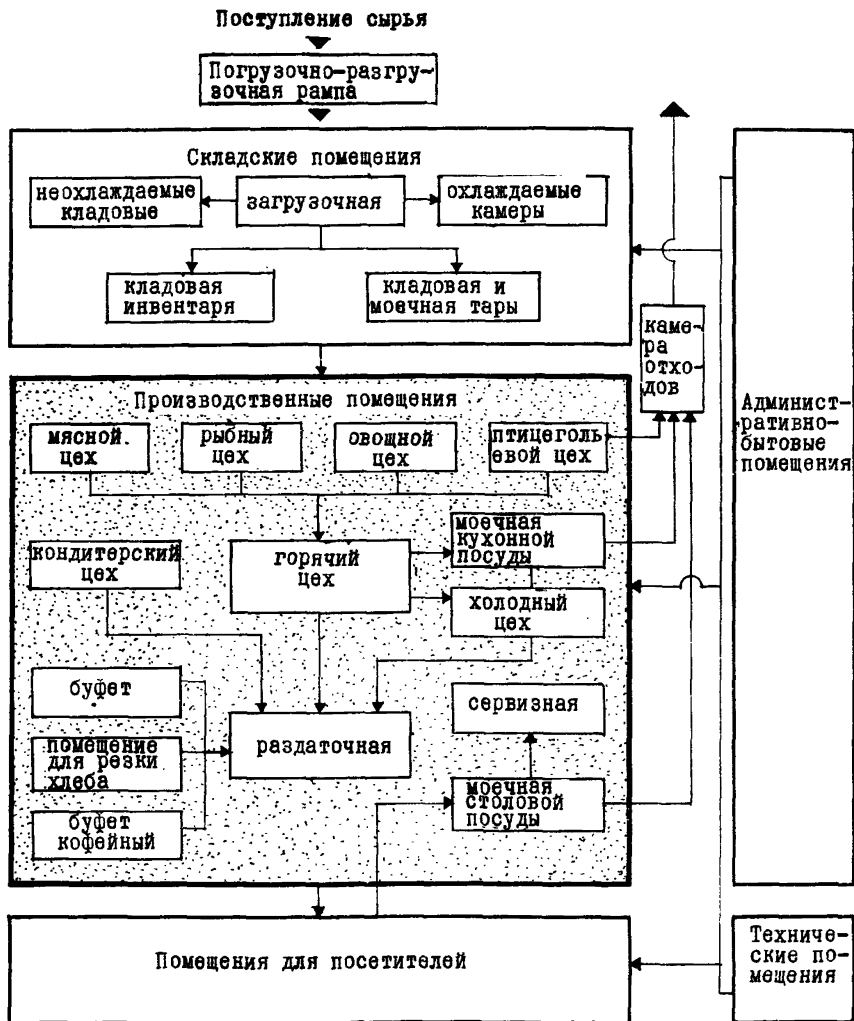 Поступление сырья
Погрузочно-разгру-
зочная рампа
Складские помещения
неохлаждаемые
кладовые
загрузочная
охлаждаемые
камеры
кладовая
инвентаря
кладовая и
моечная тары
каме-
ра
отхо-
дов
Админист-
ративно-
бытовые
помещения
Производственные помещения
мясной.
цех
рыбный
цех
овощной
цех
птицеголь
евой цех
кондитерский
цех
горячий
цех
моечная
кухонной
посуды
холодный
цех
буфет
помещение
для резки
хлеба
буфет
кофейный
раздаточная
сервизная
моечная
столовой
посуды
Помещения для посетителей
Техниче-
ские по-
мещения